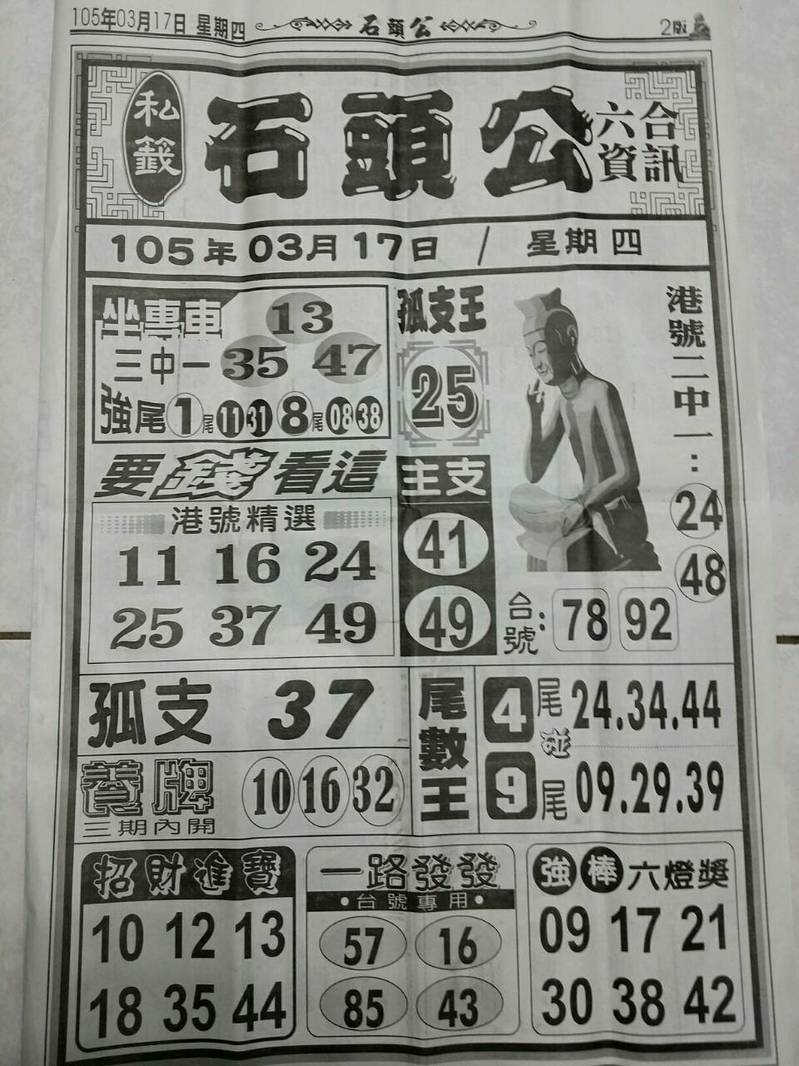 105年03月17日 星期四
石頭公
2版
私籤
石頭公
六合
資訊
105年03月17日 / 星期四
坐專車
13
三中一 35 47
強尾 1尾 11 31 8尾 08 38
孤支王
25
港號二中一：
24
48
要錢看這
港號精選
11 16 24
25 37 49
主支
41
49
台號: 78 92
孤支 37
養牌
三期內開
10 16 32
尾數王
4尾 24.34.44
碰
9尾 09.29.39
招財進寶
10 12 13
18 35 44
一路發發
•台號專用•
57 16
85 43
強棒六燈獎
09 17 21
30 38 42